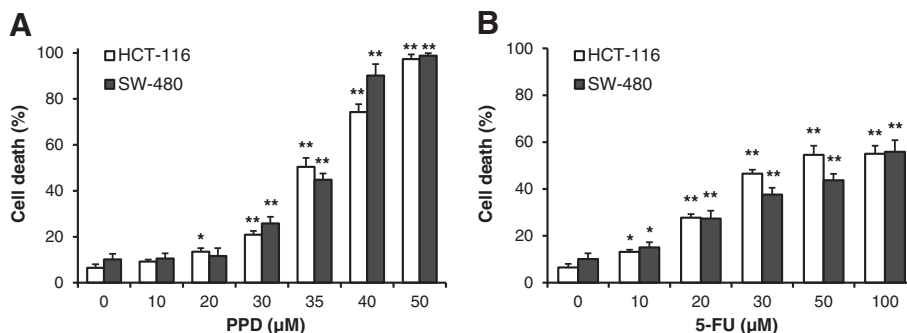 A
HCT-116
SW-480
Cell death (%)
100
80
60
40
20
0
** ** ** ** ** ** ** ** * 
0 10 20 30 35 40 50
PPD (μM)
B
HCT-116
SW-480
Cell death (%)
100
80
60
40
20
0
* * ** ** ** ** ** ** ** **
0 10 20 30 50 100
5-FU (μM)